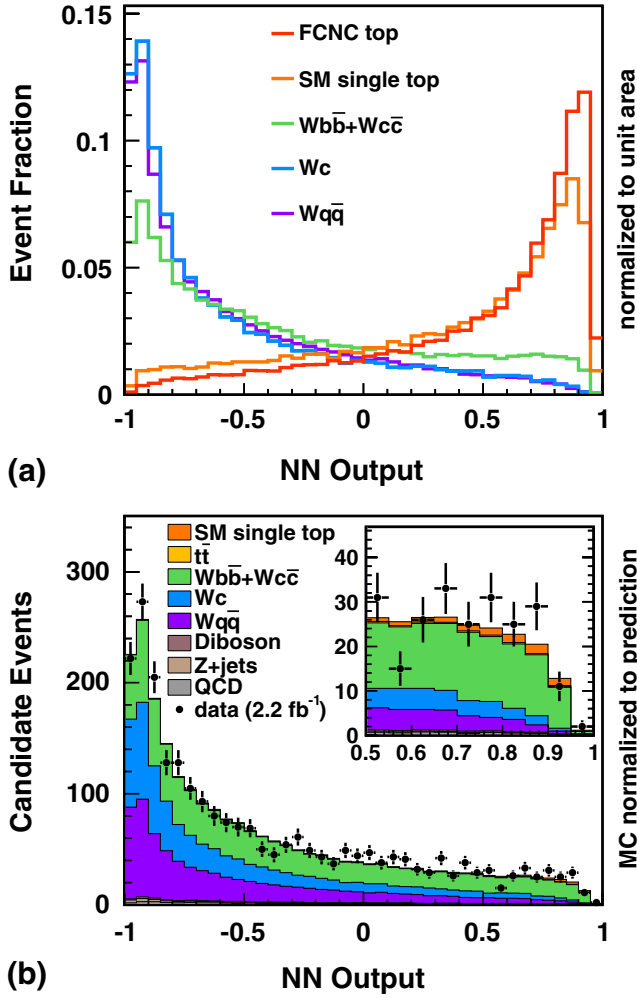 0.15
0.1
0.05
0
Event Fraction
FCNC top
SM single top
Wbb̄+Wcc̄
Wc
Wqq̄
normalized to unit area
-1 -0.5 0 0.5 1
(a) NN Output
300
200
100
0
Candidate Events
SM single top
tt̄
Wbb̄+Wcc̄
Wc
Wqq̄
Diboson
Z+jets
QCD
data (2.2 fb⁻¹)
40
30
20
10
0
0.5 0.6 0.7 0.8 0.9 1
MC normalized to prediction
-1 -0.5 0 0.5 1
(b) NN Output